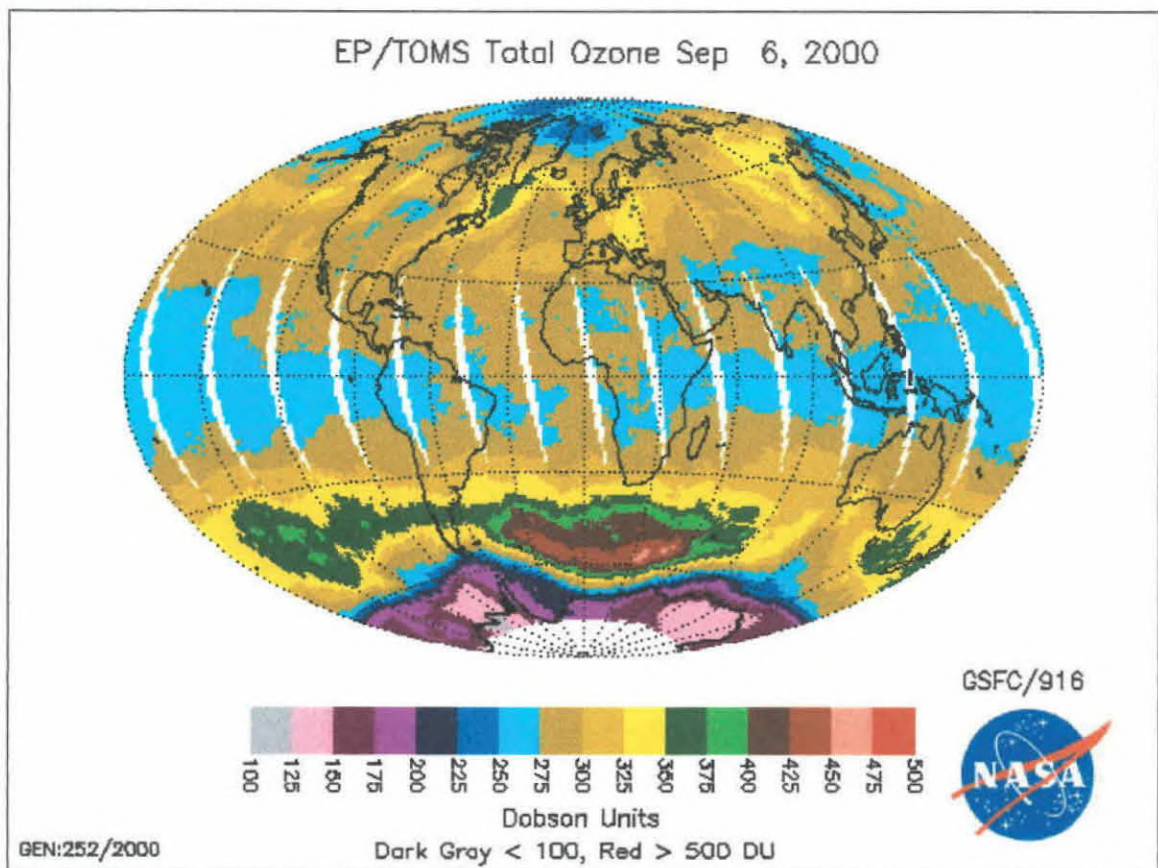 EP/TOMS Total Ozone Sep 6, 2000
GSFC/916
NASA
100 125 150 175 200 225 250 275 300 325 350 375 400 425 450 475 500
Dobson Units
GEN:252/2000
Dark Gray < 100, Red > 500 DU